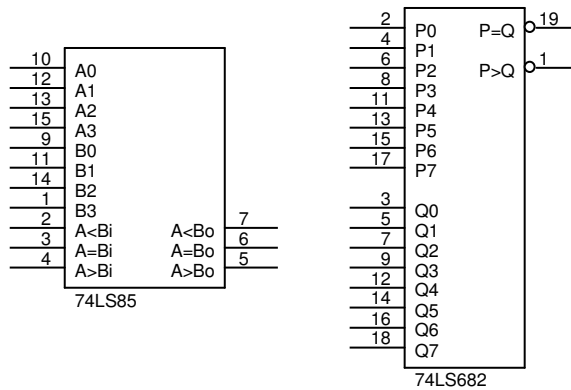 10 A0
12 A1
13 A2
15 A3
9 B0
11 B1
14 B2
1 B3
2 A<Bi A<Bo 7
3 A=Bi A=Bo 6
4 A>Bi A>Bo 5
74LS85
2 P0 P=Q 19
4 P1
6 P2 P>Q 1
8 P3
11 P4
13 P5
15 P6
17 P7
3 Q0
5 Q1
7 Q2
9 Q3
12 Q4
14 Q5
16 Q6
18 Q7
74LS682